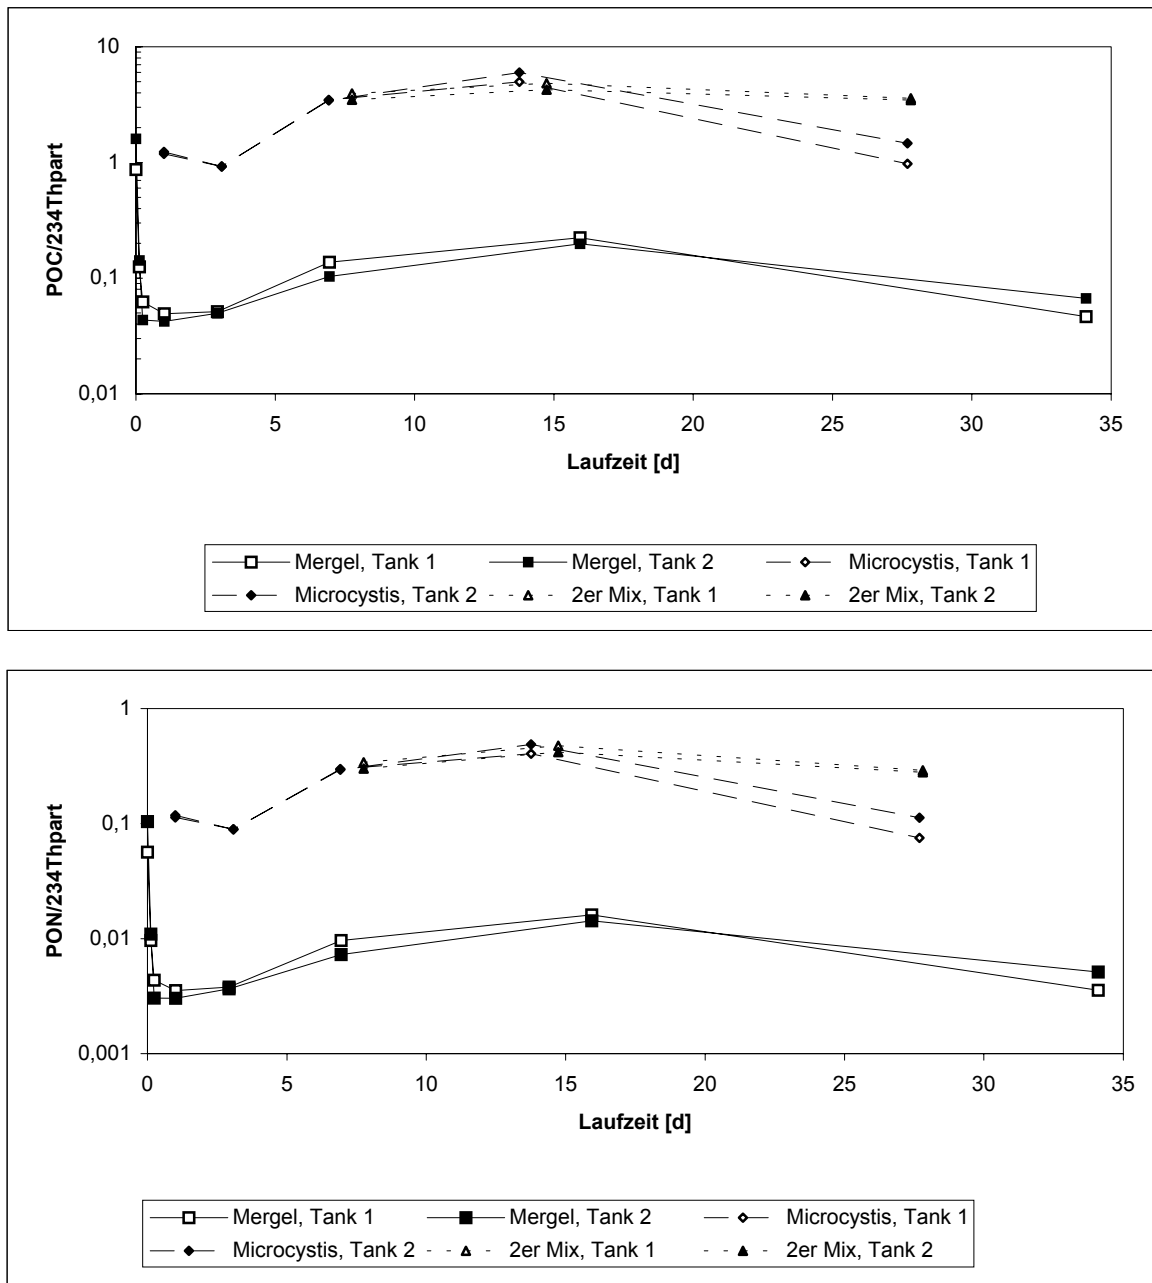 10
1
0,1
0,01
POC/234Thpart
0 5 10 15 20 25 30 35
Laufzeit [d]
Mergel, Tank 1 Mergel, Tank 2 Microcystis, Tank 1
Microcystis, Tank 2 2er Mix, Tank 1 2er Mix, Tank 2
1
0,1
0,01
0,001
PON/234Thpart
0 5 10 15 20 25 30 35
Laufzeit [d]
Mergel, Tank 1 Mergel, Tank 2 Microcystis, Tank 1
Microcystis, Tank 2 2er Mix, Tank 1 2er Mix, Tank 2